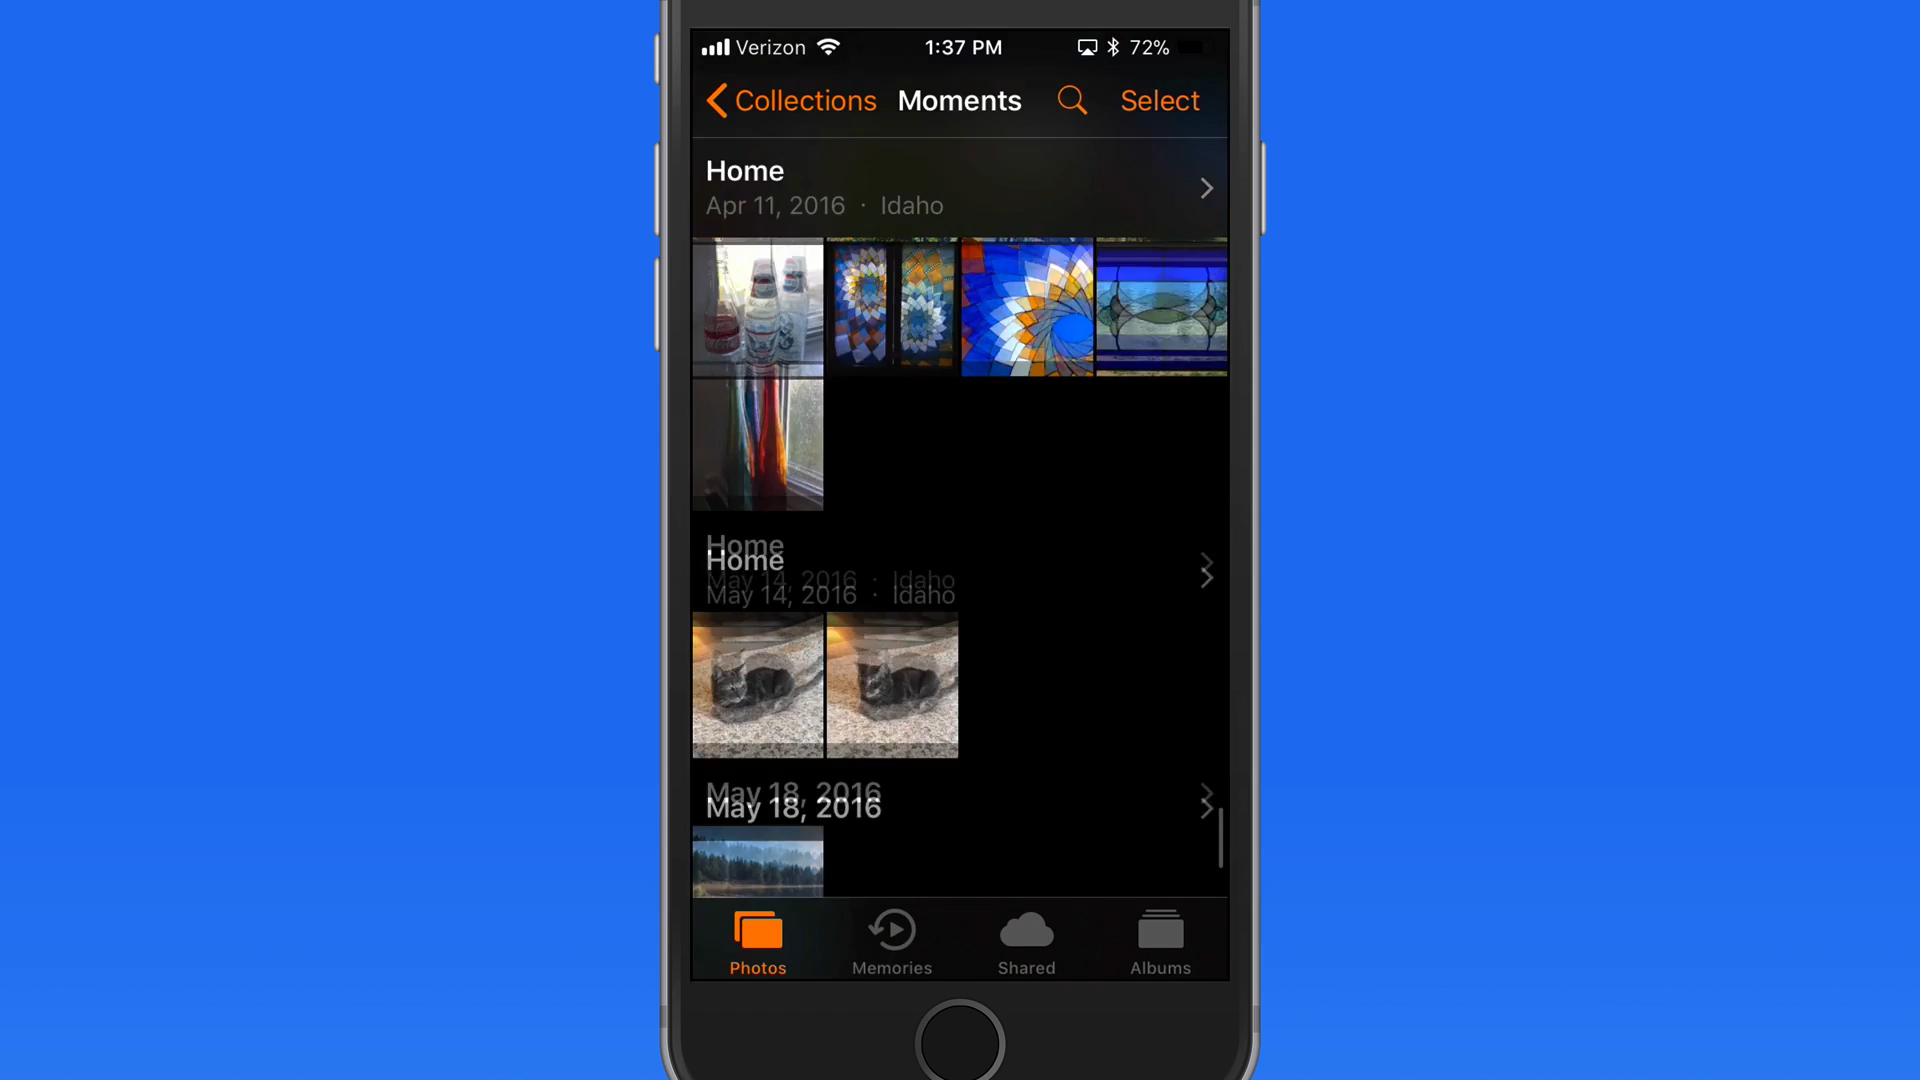 Verizon 1:37 PM 72%
Collections Moments Select
Home
Apr 11, 2016 · Idaho
Home
Home
May 14, 2016 · Idaho
May 14, 2016 · Idaho
May 18, 2016
May 18, 2016
Photos Memories Shared Albums